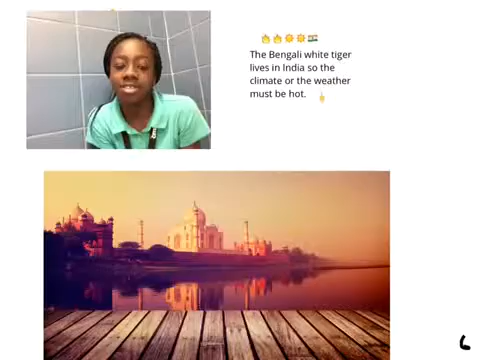 The Bengali white tiger
lives in India so the
climate or the weather
must be hot.